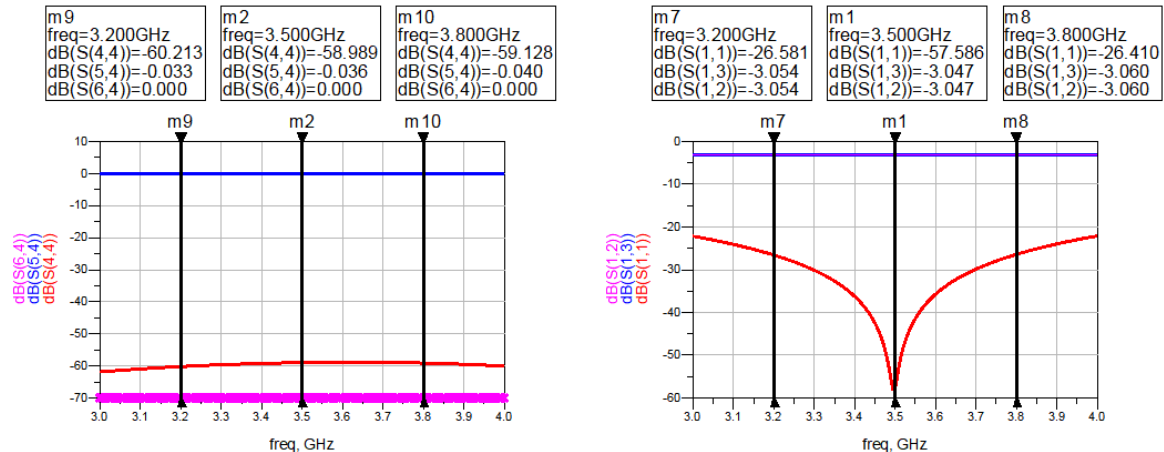 m9
freq=3.200GHz
dB(S(4,4))=-60.213
dB(S(5,4))=-0.033
dB(S(6,4))=0.000
m2
freq=3.500GHz
dB(S(4,4))=-58.989
dB(S(5,4))=-0.036
dB(S(6,4))=0.000
m10
freq=3.800GHz
dB(S(4,4))=-59.128
dB(S(5,4))=-0.040
dB(S(6,4))=0.000
m9 m2 m10
10
0
-10
-20
-30
-40
-50
-60
-70
dB(S(6,4))
dB(S(5,4))
dB(S(4,4))
3.0 3.1 3.2 3.3 3.4 3.5 3.6 3.7 3.8 3.9 4.0
freq, GHz
m7
freq=3.200GHz
dB(S(1,1))=-26.581
dB(S(1,3))=-3.054
dB(S(1,2))=-3.054
m1
freq=3.500GHz
dB(S(1,1))=-57.586
dB(S(1,3))=-3.047
dB(S(1,2))=-3.047
m8
freq=3.800GHz
dB(S(1,1))=-26.410
dB(S(1,3))=-3.060
dB(S(1,2))=-3.060
m7 m1 m8
0
-10
-20
-30
-40
-50
-60
dB(S(1,2))
dB(S(1,3))
dB(S(1,1))
3.0 3.1 3.2 3.3 3.4 3.5 3.6 3.7 3.8 3.9 4.0
freq, GHz